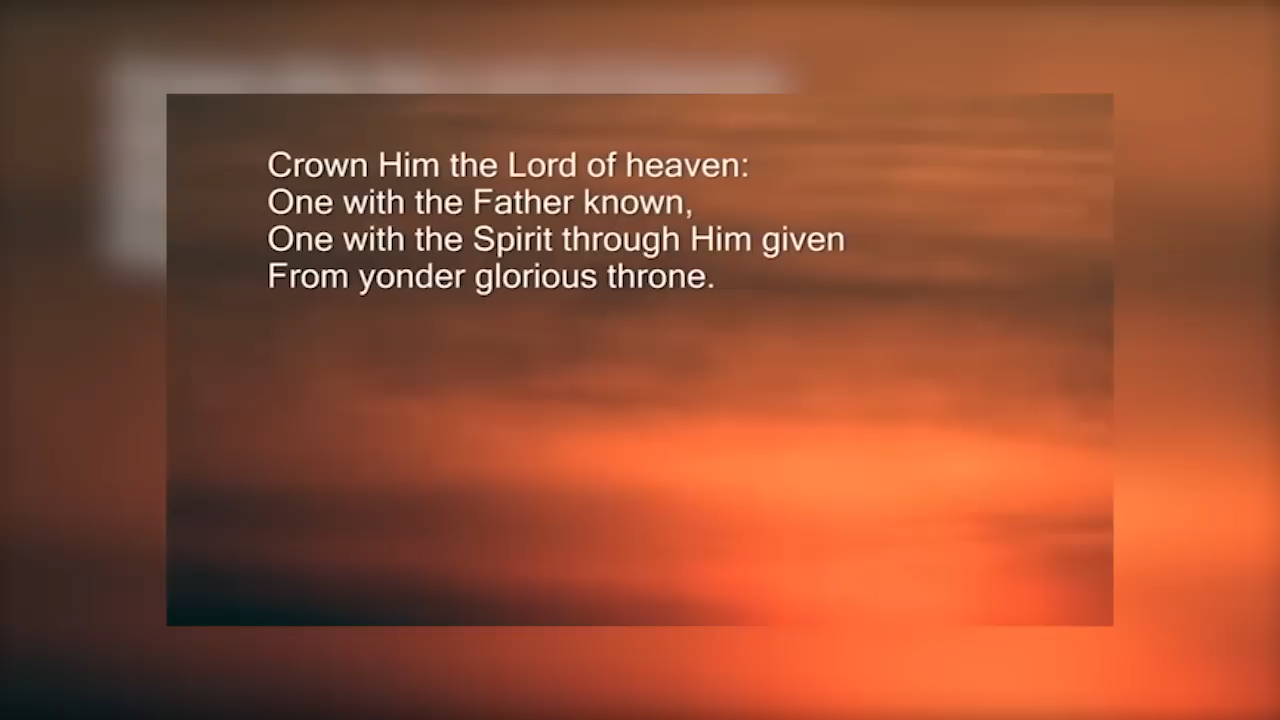 Crown Him the Lord of heaven:
One with the Father known,
One with the Spirit through Him given
From yonder glorious throne.